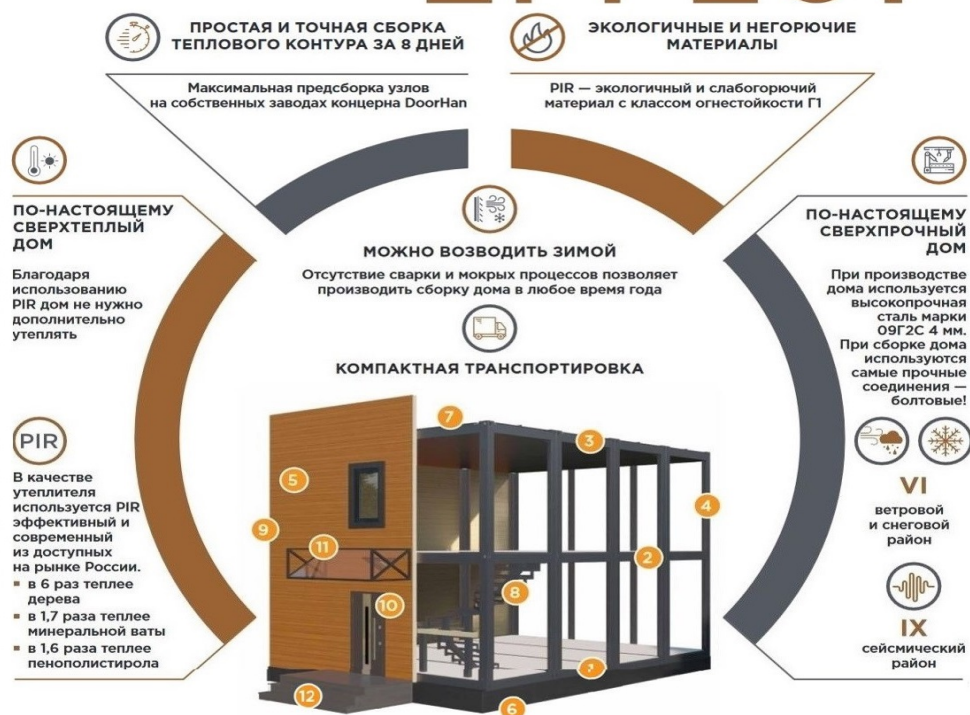 ПРОСТАЯ И ТОЧНАЯ СБОРКА
ТЕПЛОВОГО КОНТУРА ЗА 8 ДНЕЙ
Максимальная предсборка узлов
на собственных заводах концерна DoorHan
ЭКОЛОГИЧНЫЕ И НЕГОРЮЧИЕ
МАТЕРИАЛЫ
PIR — экологичный и слабогорючий
материал с классом огнестойкости Г1
ПО-НАСТОЯЩЕМУ
СВЕРХТЕПЛЫЙ
ДОМ
Благодаря
использованию
PIR дом не нужно
дополнительно
утеплять
PIR
В качестве
утеплителя
используется PIR
эффективный и
современный
из доступных
на рынке России.
в 6 раз теплее
дерева
в 1,7 раза теплее
минеральной ваты
в 1,6 раза теплее
пенополистирола
МОЖНО ВОЗВОДИТЬ ЗИМОЙ
Отсутствие сварки и мокрых процессов позволяет
производить сборку дома в любое время года
КОМПАКТНАЯ ТРАНСПОРТИРОВКА
7
3
5
4
9
11
2
8
10
12
6
ПО-НАСТОЯЩЕМУ
СВЕРХПРОЧНЫЙ
ДОМ
При производстве
дома используется
высокопрочная
сталь марки
09Г2С 4 мм.
При сборке дома
используются
самые прочные
соединения —
болтовые!
VI
ветровой
и снеговой
район
IX
сейсмический
район